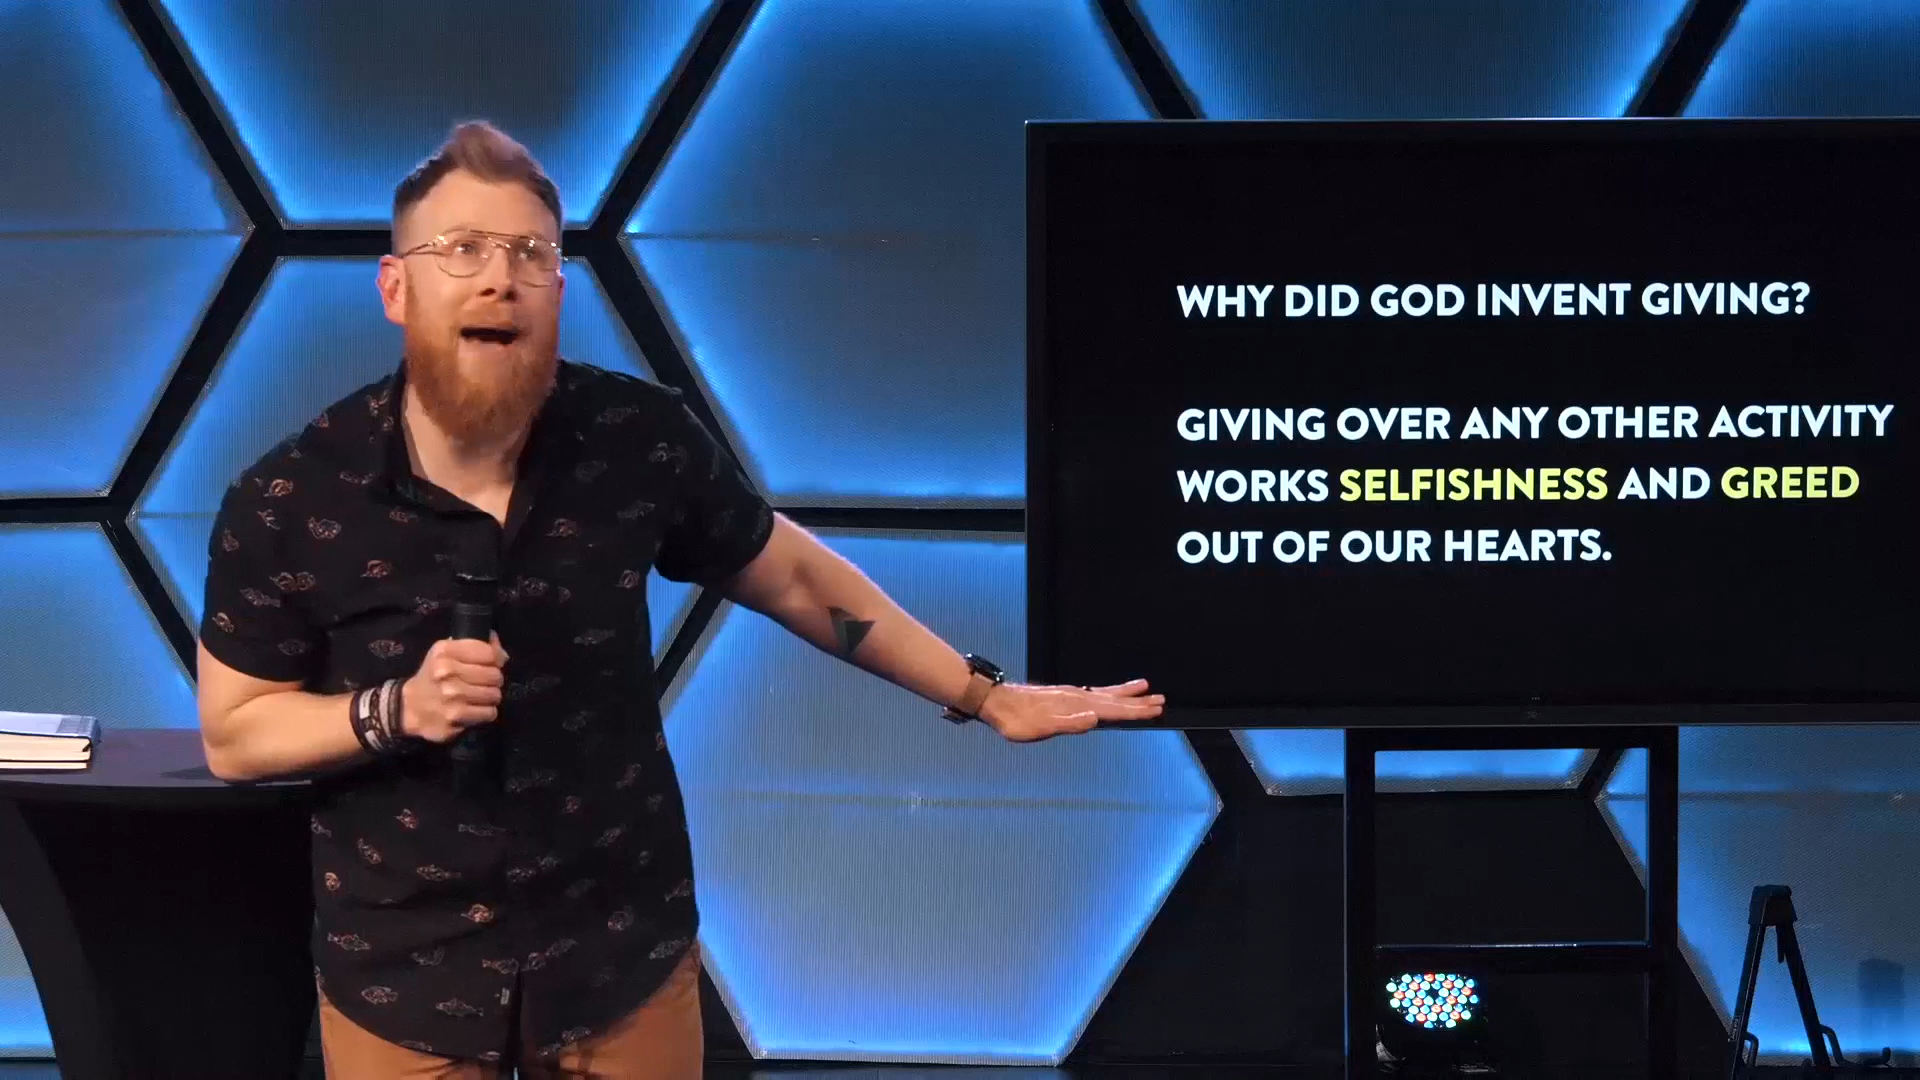 WHY DID GOD INVENT GIVING?
GIVING OVER ANY OTHER ACTIVITY
WORKS SELFISHNESS AND GREED
OUT OF OUR HEARTS.